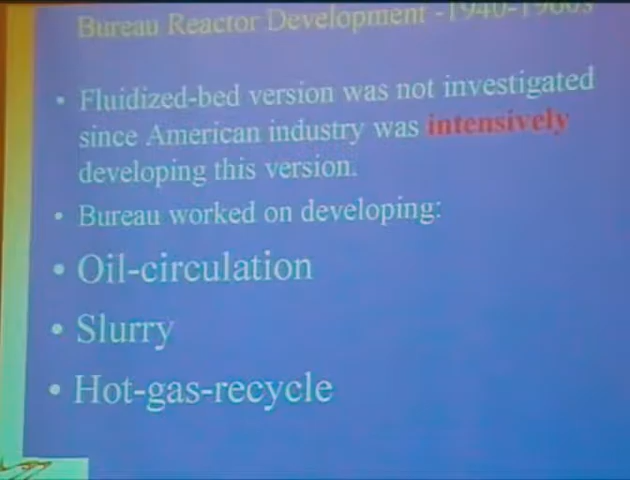 Bureau Reactor Development -1940-1960s
• Fluidized-bed version was not investigated
since American industry was intensively
developing this version.
• Bureau worked on developing:
• Oil-circulation
• Slurry
• Hot-gas-recycle